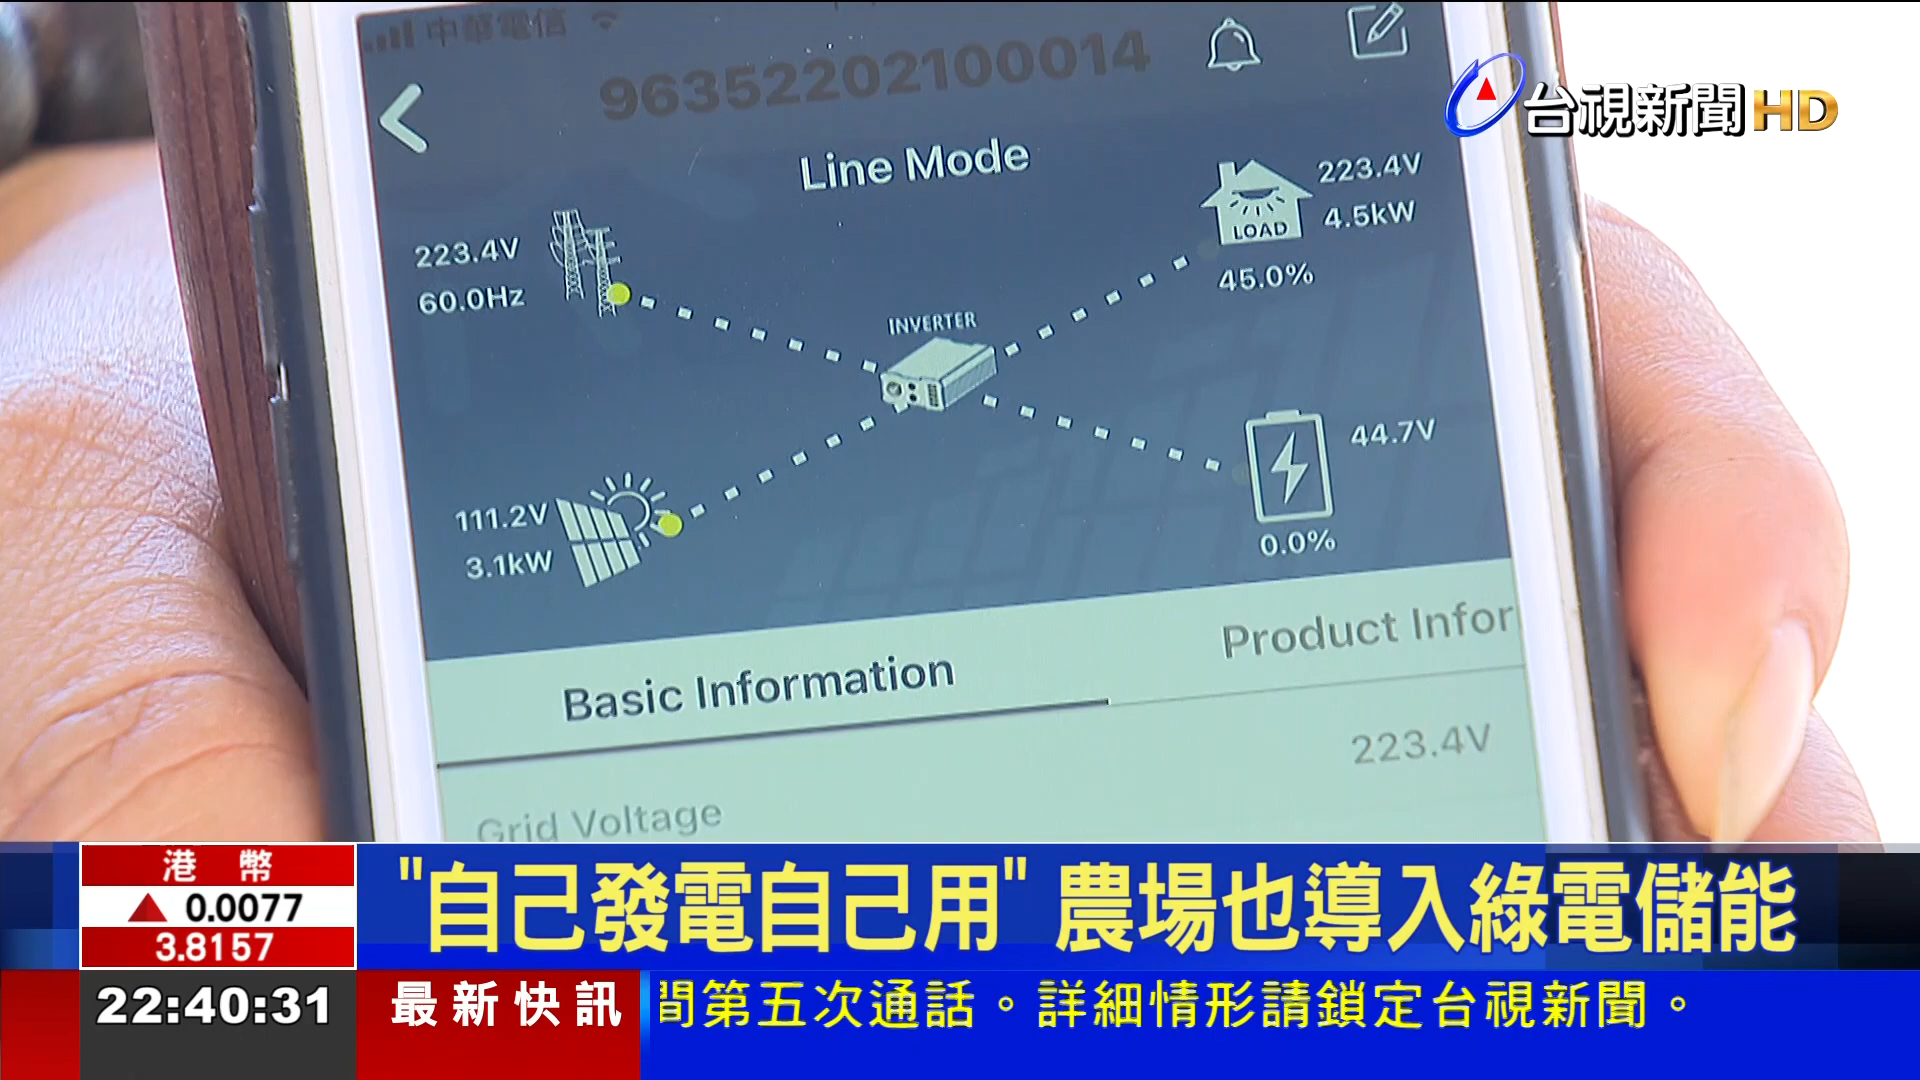 中華電信
96352202100014
台視新聞HD
Line Mode
223.4V
60.0Hz
223.4V
4.5kW
LOAD
45.0%
INVERTER
44.7V
0.0%
111.2V
3.1kW
Basic Information
Product Infor
223.4V
Grid Voltage
港幣
▲ 0.0077
3.8157
"自己發電自己用" 農場也導入綠電儲能
22:40:31
最新快訊
間第五次通話。詳細情形請鎖定台視新聞。